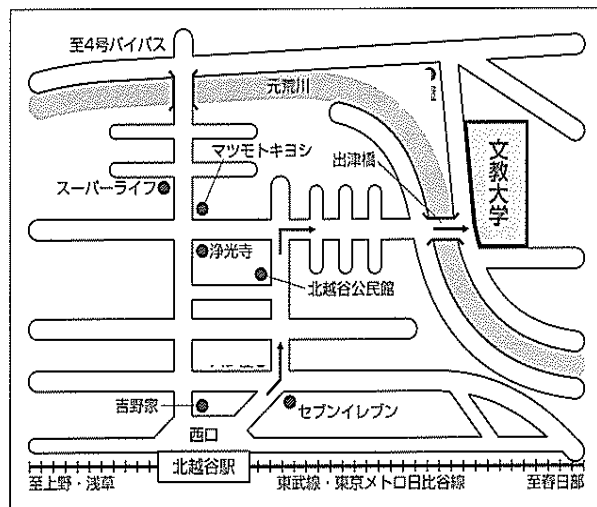 至4号バイパス
元荒川
マツモトキヨシ
出津橋
文教大学
スーパーライフ
浄光寺
北越谷公民館
吉野家
セブンイレブン
西口
北越谷駅
至上野・浅草
東武線・東京メトロ日比谷線
至春日部